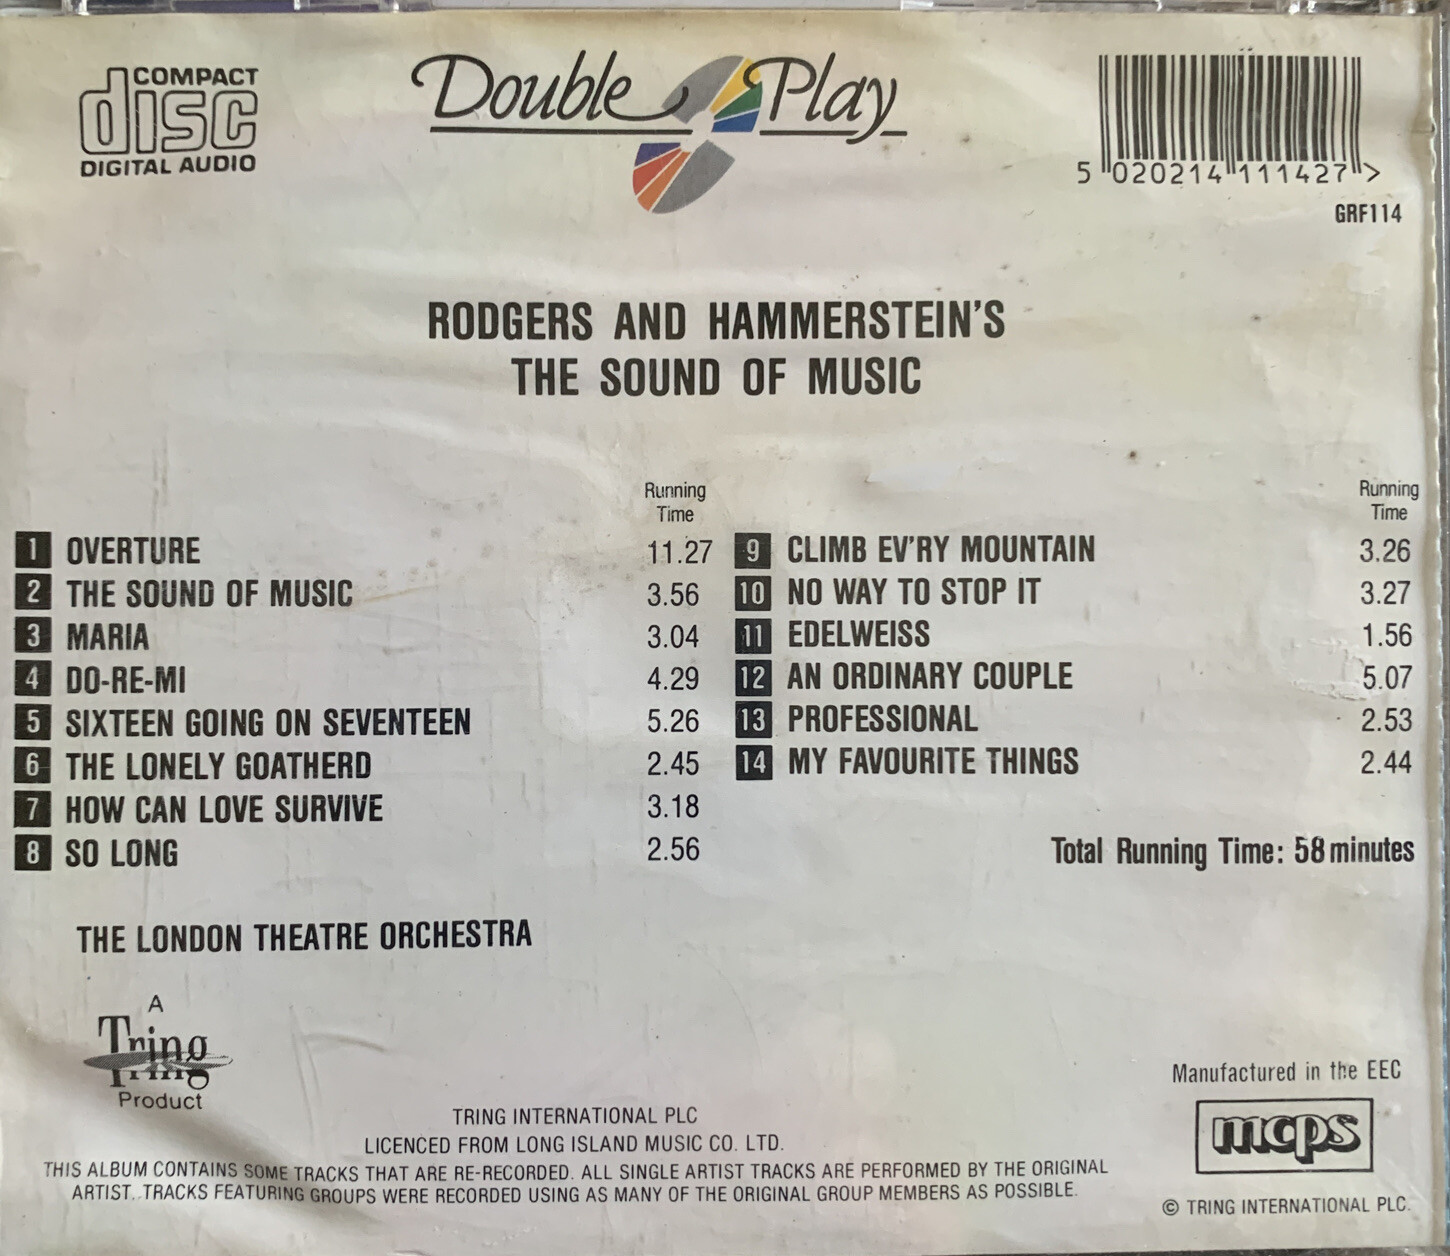 COMPACT
disc
DIGITAL AUDIO
Double Play
5 020214 111427 >
GRF114
RODGERS AND HAMMERSTEIN'S
THE SOUND OF MUSIC
Running
Time
1 OVERTURE 11.27
2 THE SOUND OF MUSIC 3.56
3 MARIA 3.04
4 DO-RE-MI 4.29
5 SIXTEEN GOING ON SEVENTEEN 5.26
6 THE LONELY GOATHERD 2.45
7 HOW CAN LOVE SURVIVE 3.18
8 SO LONG 2.56
Running
Time
9 CLIMB EV'RY MOUNTAIN 3.26
10 NO WAY TO STOP IT 3.27
11 EDELWEISS 1.56
12 AN ORDINARY COUPLE 5.07
13 PROFESSIONAL 2.53
14 MY FAVOURITE THINGS 2.44
Total Running Time: 58 minutes
THE LONDON THEATRE ORCHESTRA
A
Tring
Product
TRING INTERNATIONAL PLC
LICENCED FROM LONG ISLAND MUSIC CO. LTD.
THIS ALBUM CONTAINS SOME TRACKS THAT ARE RE-RECORDED. ALL SINGLE ARTIST TRACKS ARE PERFORMED BY THE ORIGINAL
ARTIST. TRACKS FEATURING GROUPS WERE RECORDED USING AS MANY OF THE ORIGINAL GROUP MEMBERS AS POSSIBLE.
Manufactured in the EEC
mcps
© TRING INTERNATIONAL PLC.